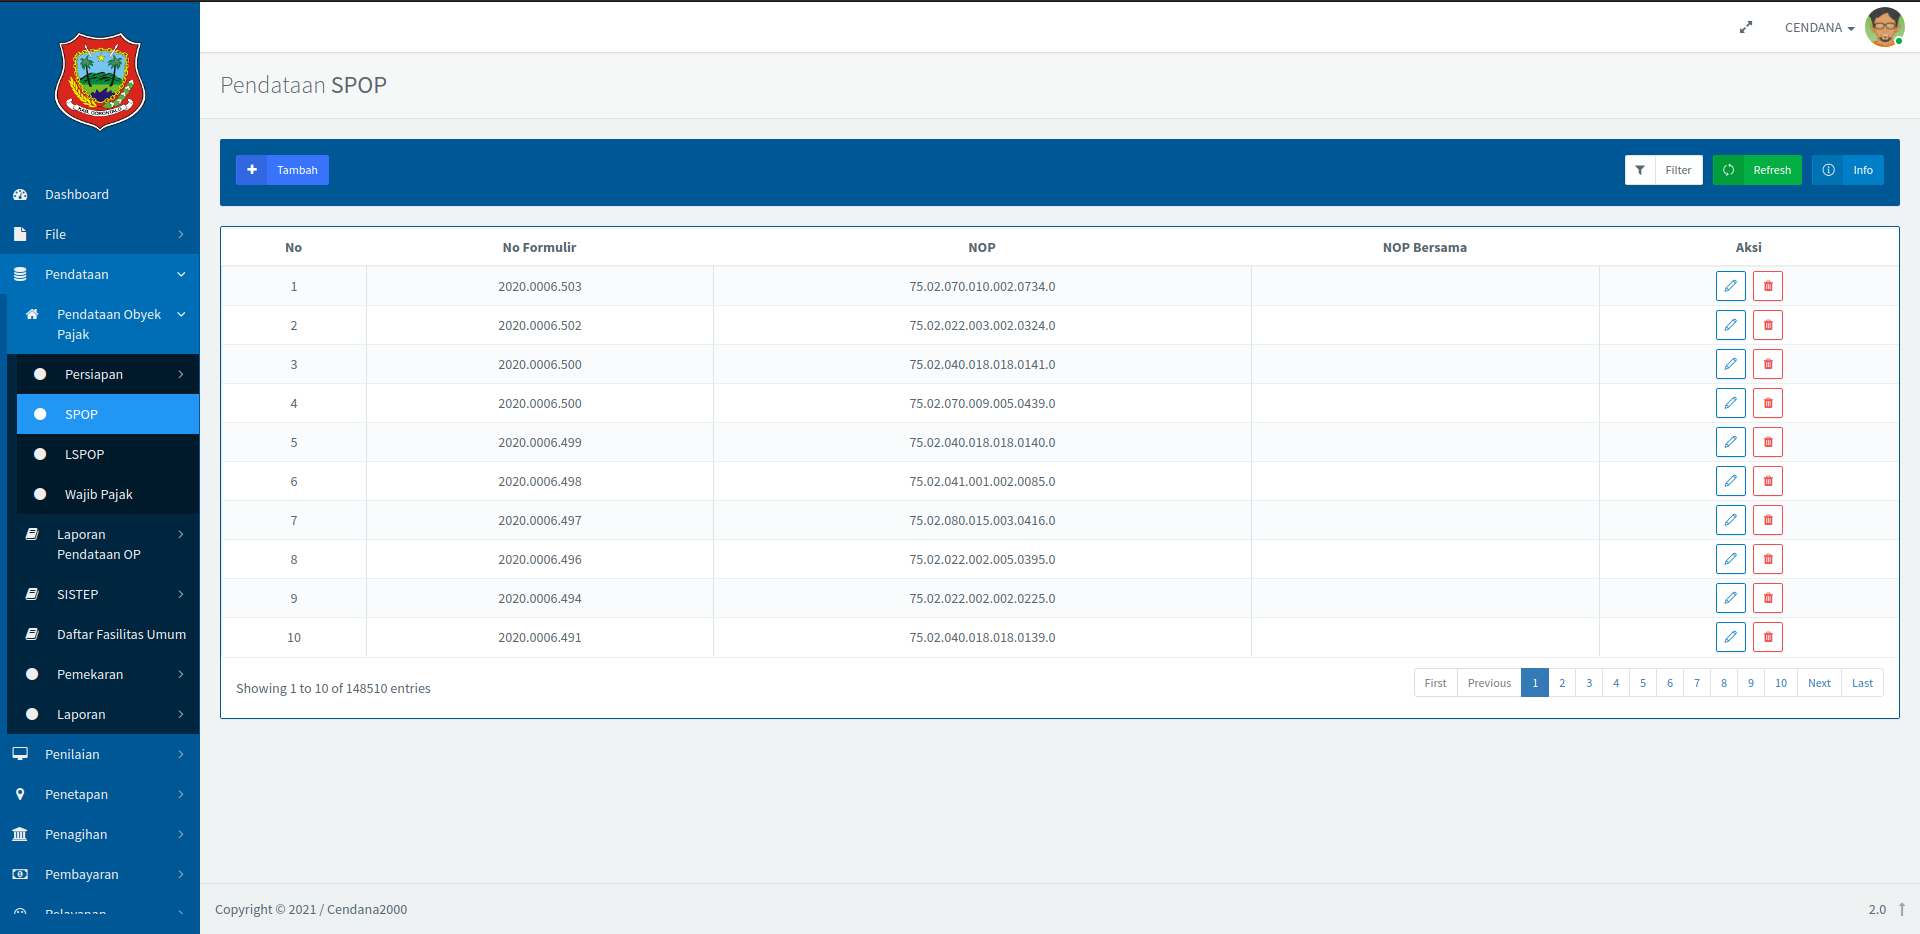 CENDANA
Pendataan SPOP
Tambah
Filter
Refresh
Info
KAB. GORONTALO
Dashboard
File
Pendataan
Pendataan Obyek
Pajak
Persiapan
SPOP
LSPOP
Wajib Pajak
Laporan
Pendataan OP
SISTEP
Daftar Fasilitas Umum
Pemekaran
Laporan
Penilaian
Penetapan
Penagihan
Pembayaran
Pelayanan
No No Formulir NOP NOP Bersama Aksi
1 2020.0006.503 75.02.070.010.002.0734.0
2 2020.0006.502 75.02.022.003.002.0324.0
3 2020.0006.500 75.02.040.018.018.0141.0
4 2020.0006.500 75.02.070.009.005.0439.0
5 2020.0006.499 75.02.040.018.018.0140.0
6 2020.0006.498 75.02.041.001.002.0085.0
7 2020.0006.497 75.02.080.015.003.0416.0
8 2020.0006.496 75.02.022.002.005.0395.0
9 2020.0006.494 75.02.022.002.002.0225.0
10 2020.0006.491 75.02.040.018.018.0139.0
Showing 1 to 10 of 148510 entries
First Previous 1 2 3 4 5 6 7 8 9 10 Next Last
Copyright © 2021 / Cendana2000
2.0